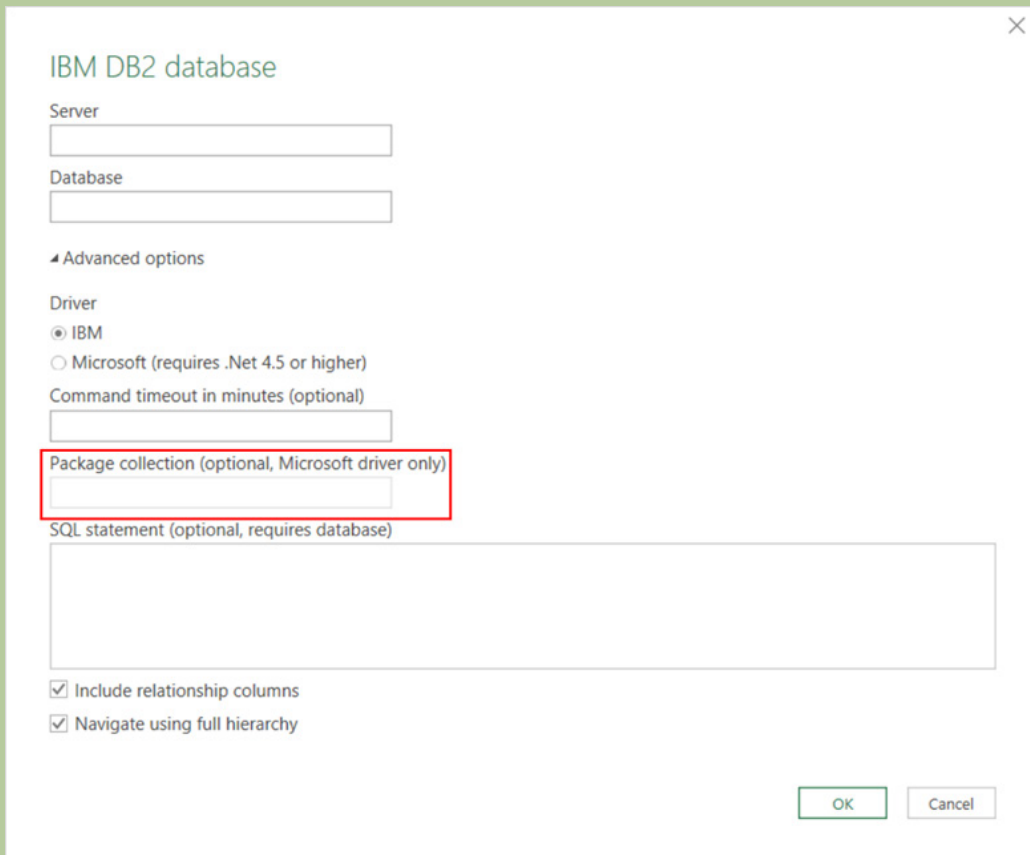 IBM DB2 database
Server
Database
Advanced options
Driver
IBM
Microsoft (requires .Net 4.5 or higher)
Command timeout in minutes (optional)
Package collection (optional, Microsoft driver only)
SQL statement (optional, requires database)
Include relationship columns
Navigate using full hierarchy
OK Cancel